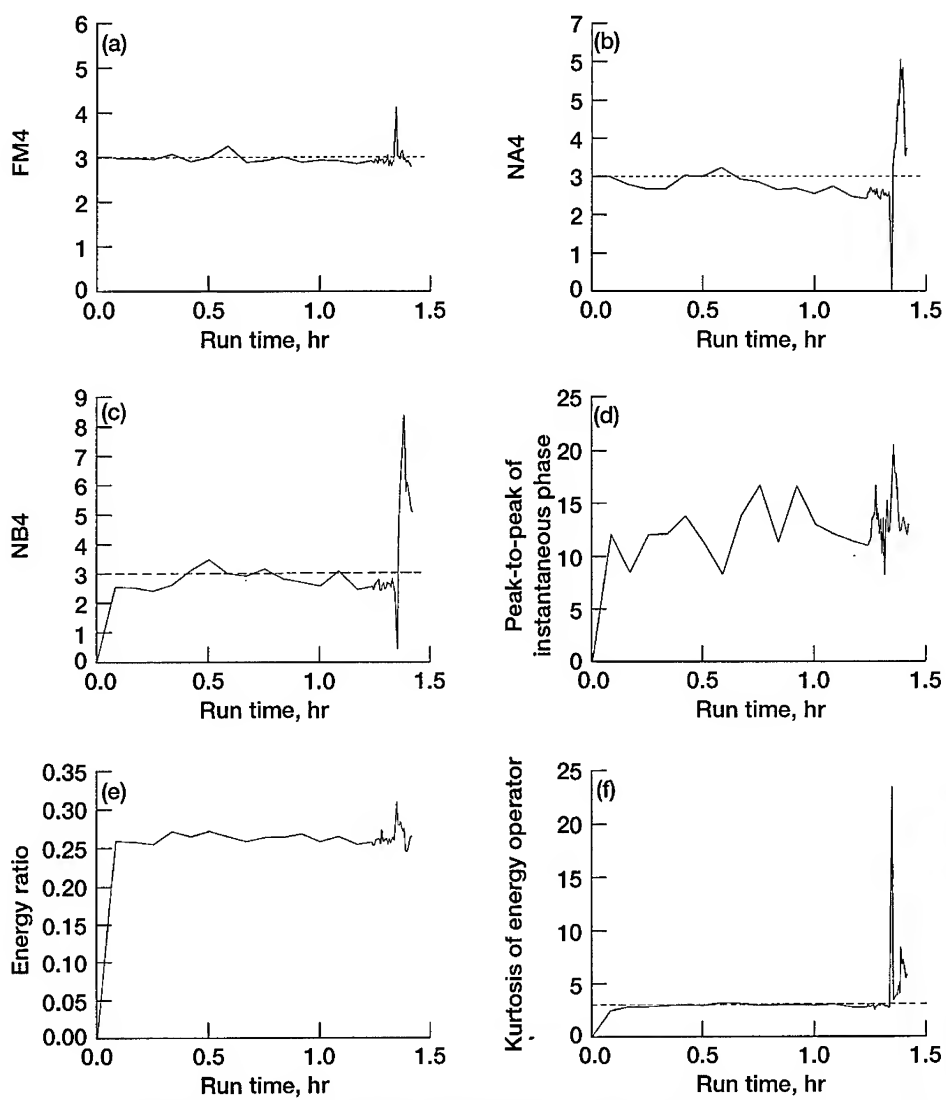 (a)
6
5
4
3
2
1
0
FM4
0.0 0.5 1.0 1.5
Run time, hr
(b)
7
5
5
4
3
2
1
0
NA4
0.0 0.5 1.0 1.5
Run time, hr
(c)
9
8
7
6
5
4
3
2
1
0
NB4
0.0 0.5 1.0 1.5
Run time, hr
(d)
25
20
15
10
5
0
Peak-to-peak of
instantaneous phase
0.0 0.5 1.0 1.5
Run time, hr
(e)
0.35
0.30
0.25
0.20
0.15
0.10
0.05
0.00
Energy ratio
0.0 0.5 1.0 1.5
Run time, hr
(f)
25
20
15
10
5
0
Kurtosis of energy operator
0.0 0.5 1.0 1.5
Run time, hr